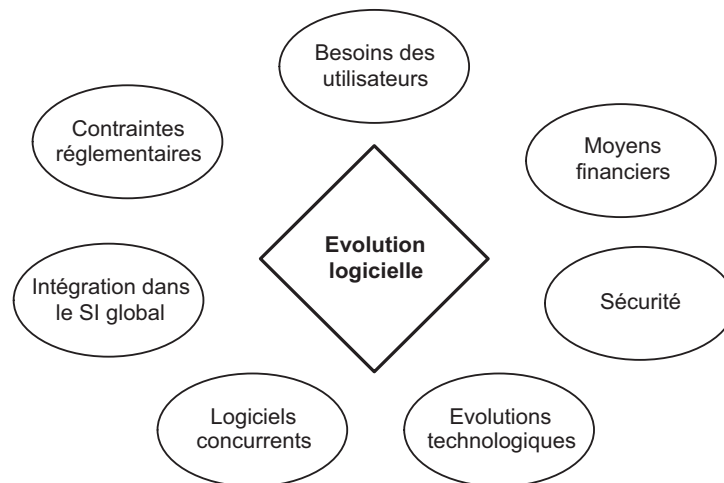 Besoins des
utilisateurs
Contraintes
réglementaires
Moyens
financiers
Evolution
logicielle
Intégration dans
le SI global
Sécurité
Logiciels
concurrents
Evolutions
technologiques